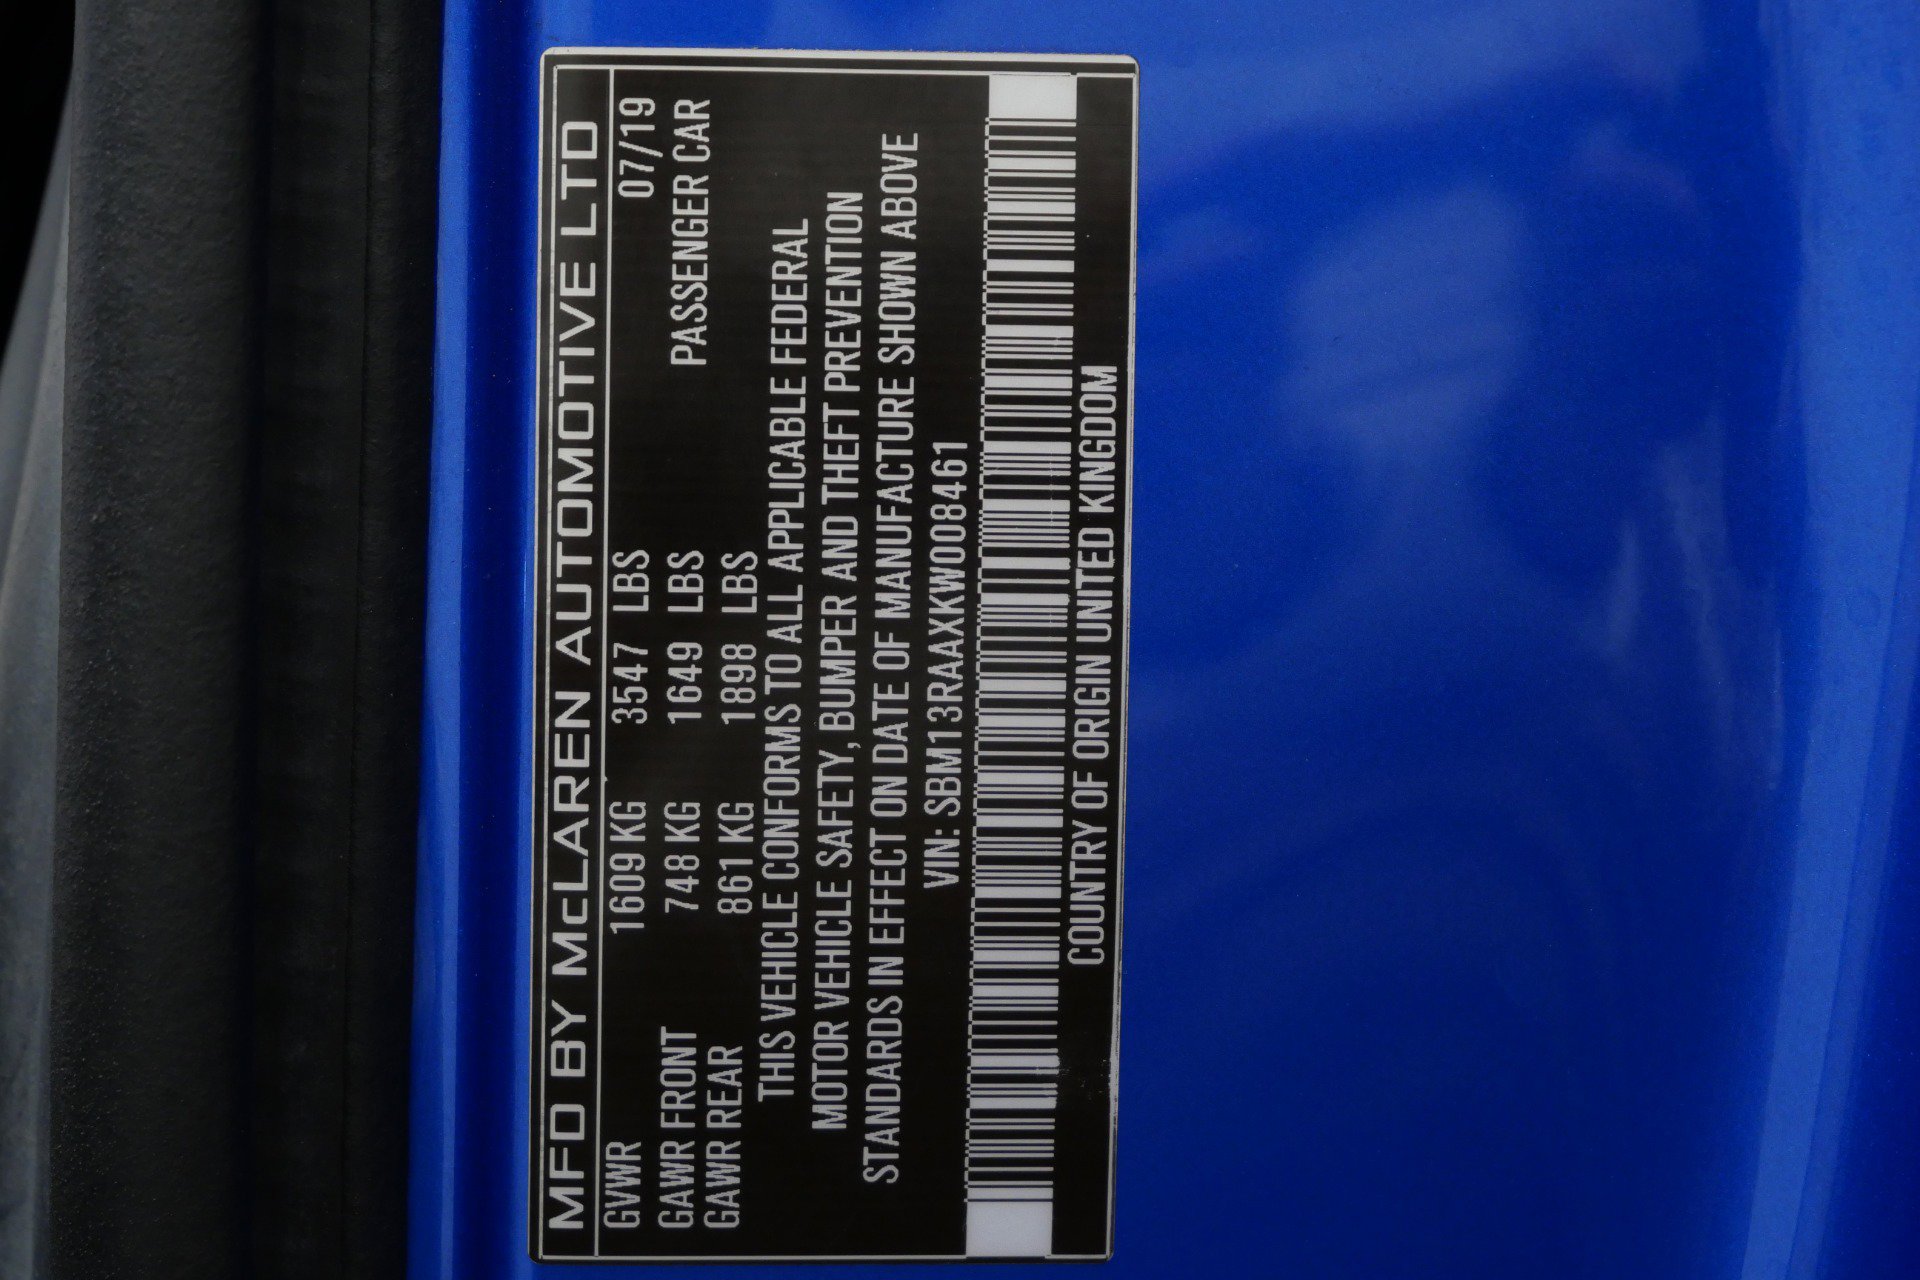 MFD BY McLAREN AUTOMOTIVE LTD
GVWR 1609 KG 3547 LBS 07/19
GAWR FRONT 748 KG 1649 LBS PASSENGER CAR
GAWR REAR 861 KG 1898 LBS
THIS VEHICLE CONFORMS TO ALL APPLICABLE FEDERAL
MOTOR VEHICLE SAFETY, BUMPER AND THEFT PREVENTION
STANDARDS IN EFFECT ON DATE OF MANUFACTURE SHOWN ABOVE
VIN: SBM13RAAXKW008461
COUNTRY OF ORIGIN UNITED KINGDOM